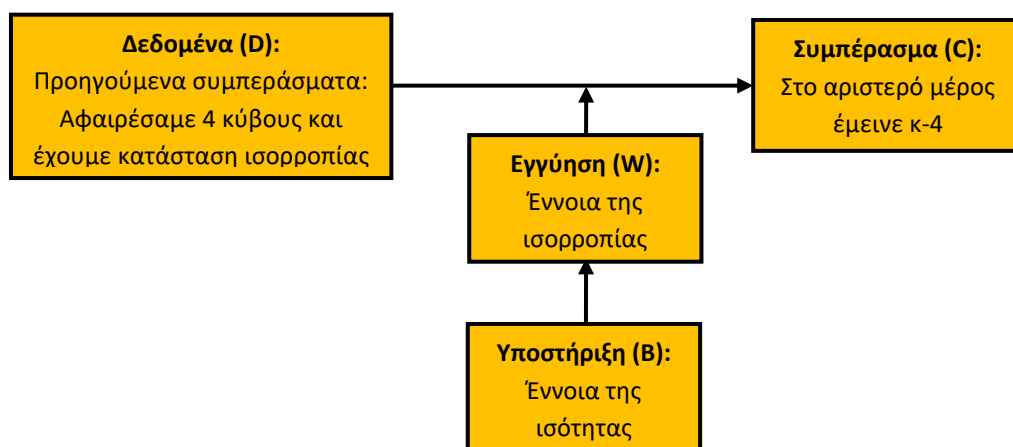 Δεδομένα (D):
Προηγούμενα συμπεράσματα:
Αφαιρέσαμε 4 κύβους και
έχουμε κατάσταση ισορροπίας
Συμπέρασμα (C):
Στο αριστερό μέρος
έμεινε κ-4
Εγγύηση (W):
Έννοια της
ισορροπίας
Υποστήριξη (Β):
Έννοια της
ισότητας